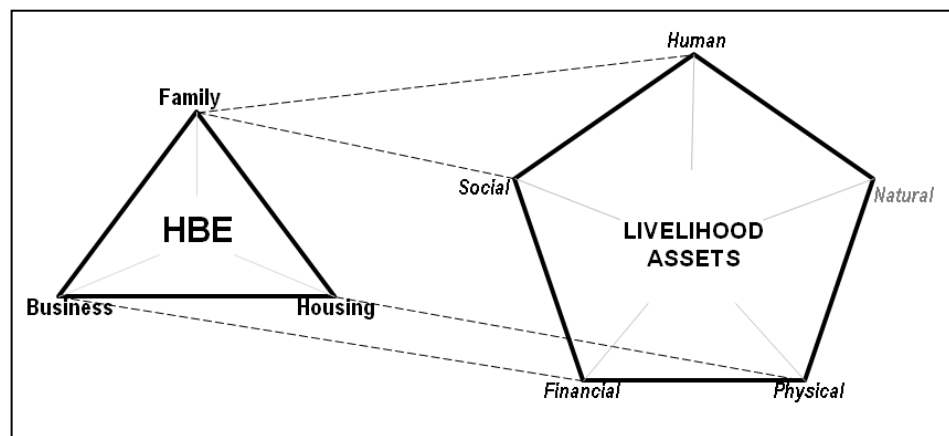 Human
Family
Social
Natural
HBE
LIVELIHOOD
ASSETS
Business
Housing
Financial
Physical